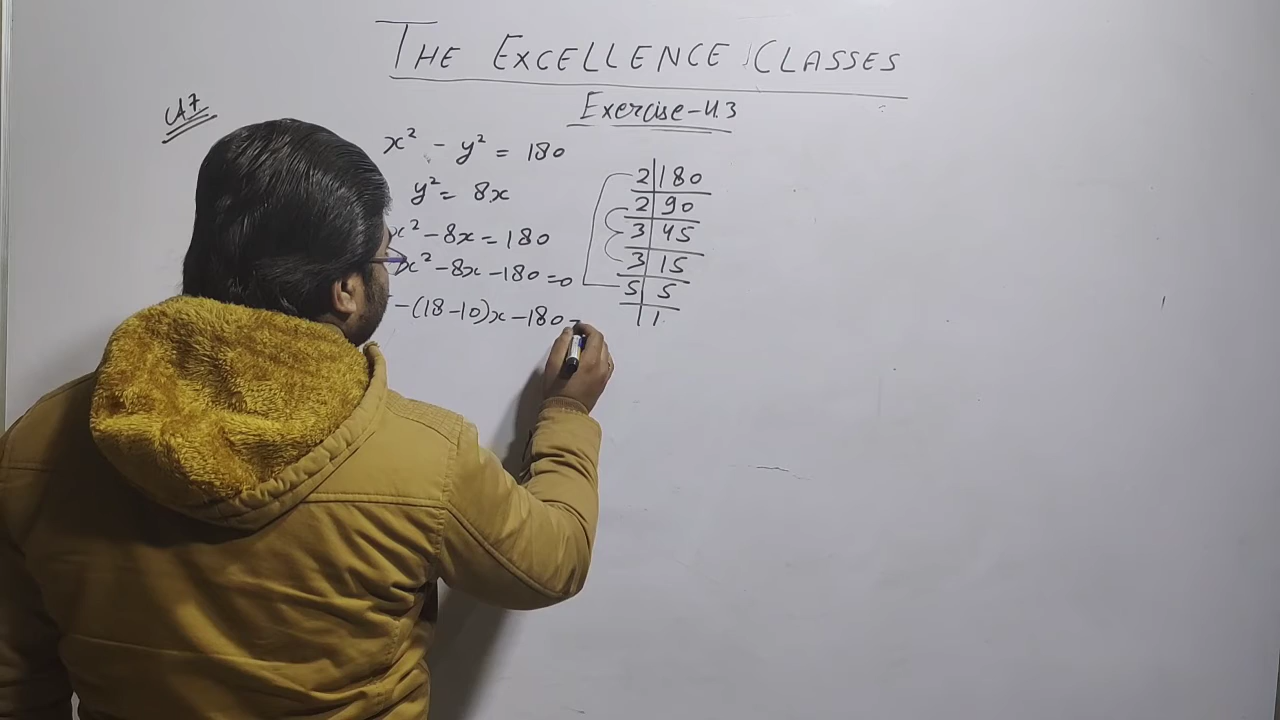 THE EXCELLENCE CLASSES
Exercise-4.3
x² - y² = 180
y² = 8x
x² - 8x = 180
x² - 8x - 180 = 0
- (18 - 10)x - 180 =
2 | 180
2 | 90
3 | 45
3 | 15
5 | 5
| 1